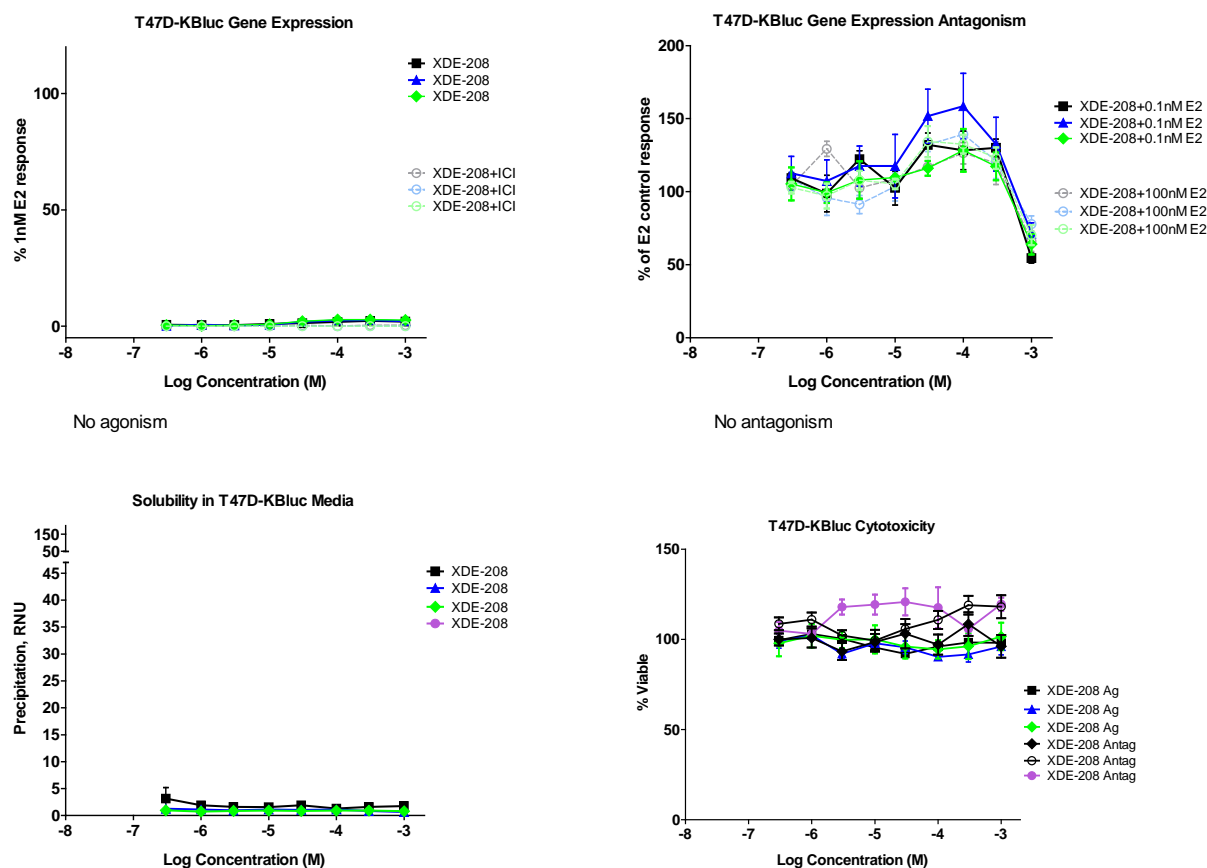 T47D-KBluc Gene Expression
% 1nM E2 response
100
50
0
-8 -7 -6 -5 -4 -3
Log Concentration (M)
XDE-208
XDE-208
XDE-208
XDE-208+ICI
XDE-208+ICI
XDE-208+ICI
No agonism
T47D-KBluc Gene Expression Antagonism
% of E2 control response
200
150
100
50
0
-8 -7 -6 -5 -4 -3
Log Concentration (M)
XDE-208+0.1nM E2
XDE-208+0.1nM E2
XDE-208+0.1nM E2
XDE-208+100nM E2
XDE-208+100nM E2
XDE-208+100nM E2
No antagonism
Solubility in T47D-KBluc Media
Precipitation, RNU
150
50
45
40
35
30
25
20
15
10
5
0
-8 -7 -6 -5 -4 -3
Log Concentration (M)
XDE-208
XDE-208
XDE-208
XDE-208
T47D-KBluc Cytotoxicity
% Viable
150
100
50
0
-8 -7 -6 -5 -4 -3
Log Concentration (M)
XDE-208 Ag
XDE-208 Ag
XDE-208 Ag
XDE-208 Antag
XDE-208 Antag
XDE-208 Antag